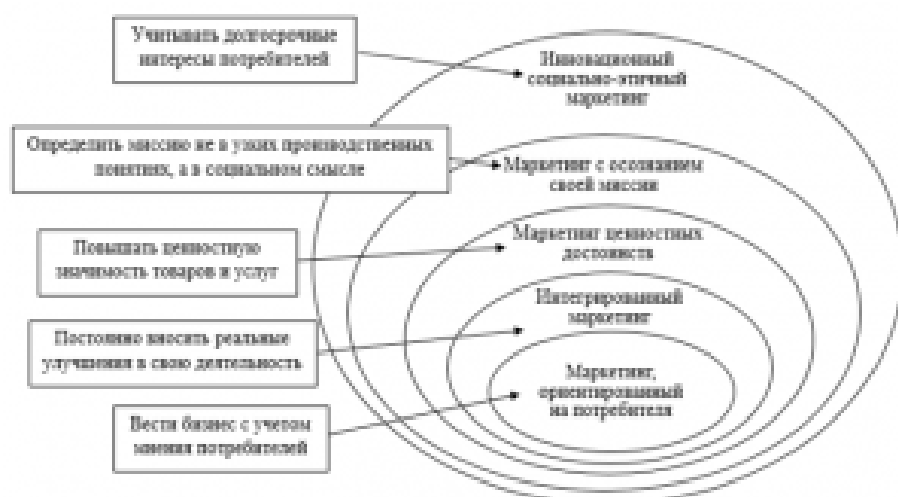 Учитывать долгосрочные
интересы потребителей
Инновационный
социально-этичный
маркетинг
Определить миссию не в узких производственных
понятиях, а в социальном смысле
Маркетинг с осознанием
своей миссии
Повышать ценностную
значимость товаров и услуг
Маркетинг ценностных
достоинств
Интегрированный
маркетинг
Постоянно вносить реальные
улучшения в свою деятельность
Маркетинг,
ориентированный
на потребителя
Вести бизнес с учетом
мнения потребителей